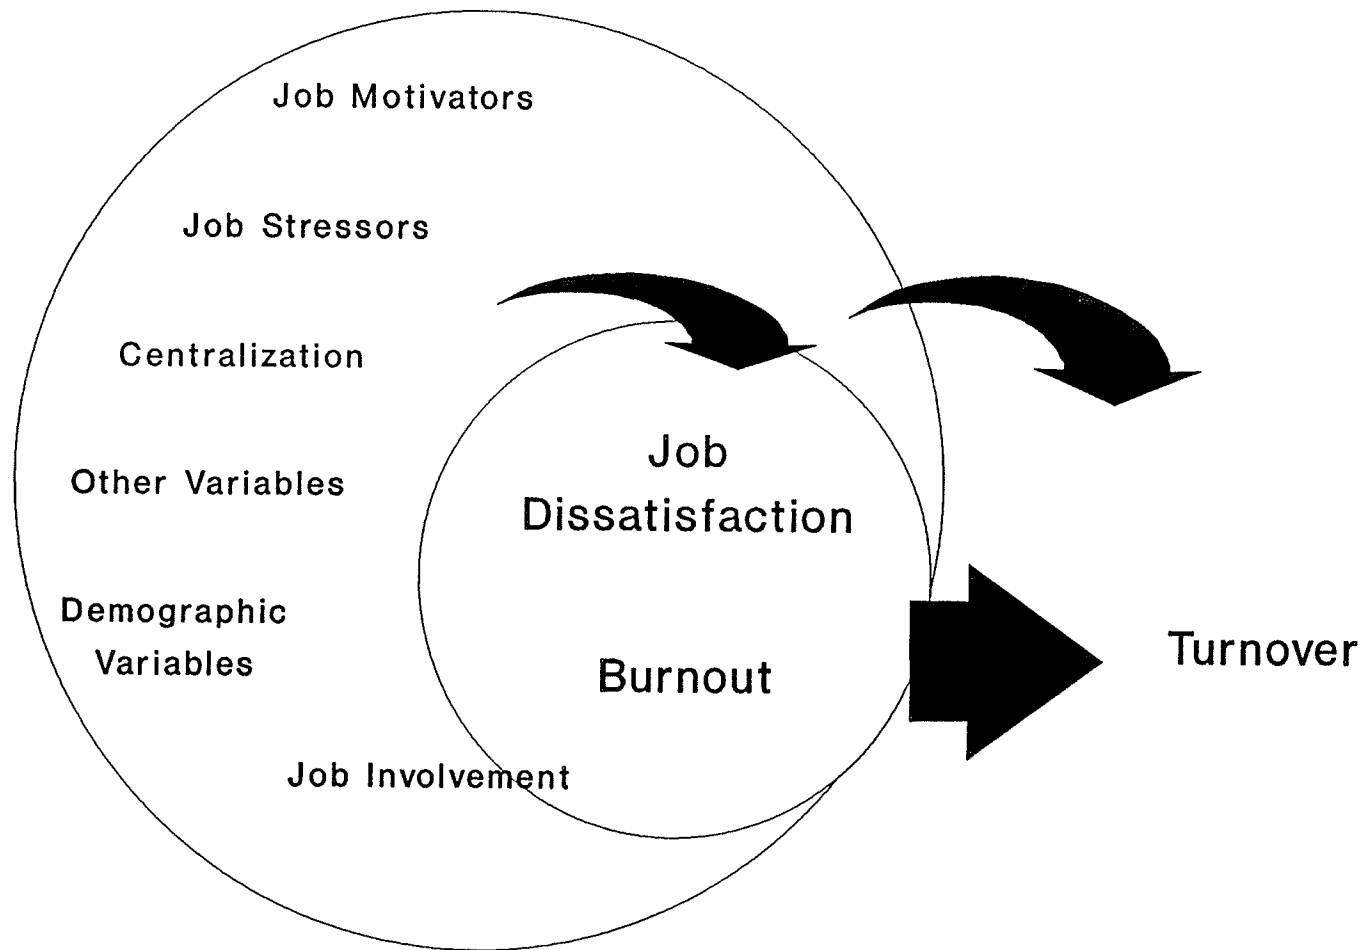 Job Motivators
Job Stressors
Centralization
Other Variables
Demographic
Variables
Job Involvement
Job
Dissatisfaction
Burnout
Turnover